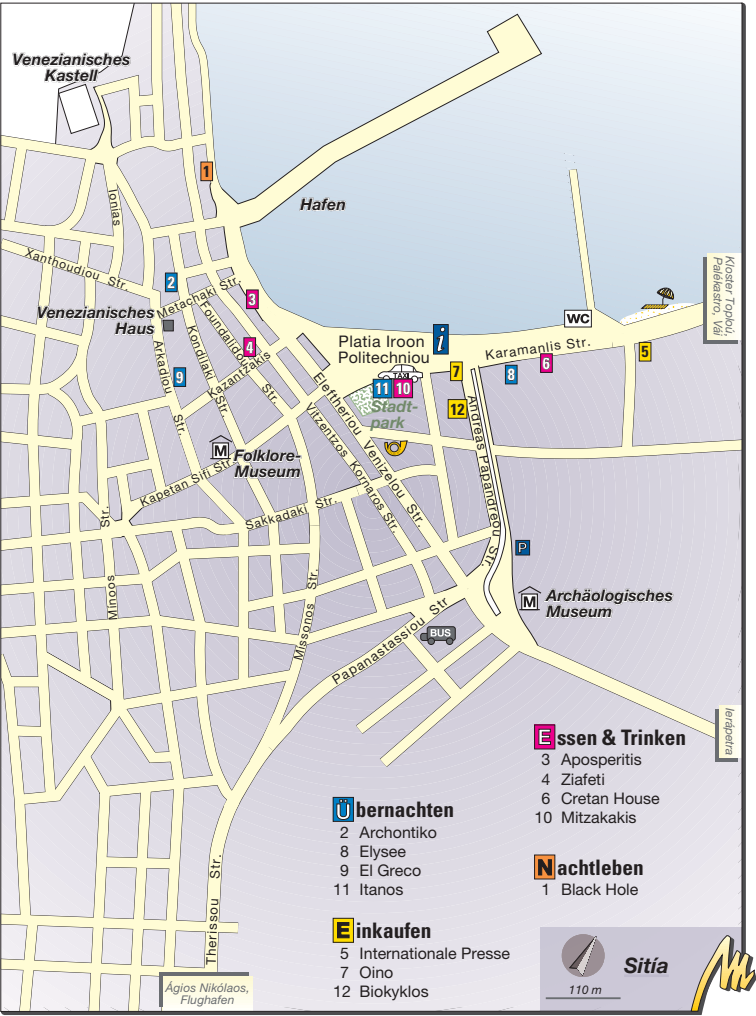 Venezianisches
Kastell
1
Ionias
Hafen
Xanthoudiou Str.
Kloster Toploú,
Palékastro, Vái
2
Metachaki Str.
3
Venezianisches
Haus
Foundalidou Str.
4
WC
Platia Iroon
Politechniou
i
Karamanlis Str.
5
6
7
8
TAXI
Arkadiou Str.
Kondilaki Str.
Kazantzakis
9
11
10
Stadt-
park
12
Eleftheriou Venizelou Str.
Vitzentzos Kornaros Str.
Andreas Papandreou Str.
M
Folklore-
Museum
Kapetan Sifi Str.
Sakkadaki Str.
P
Minoos Str.
Missonos Str.
M
Archäologisches
Museum
Papanastassiou Str
BUS
Ierápetra
Therissou Str.
Ágios Nikólaos,
Flughafen
Übernachten
2 Archontiko
8 Elysee
9 El Greco
11 Itanos
Einkaufen
5 Internationale Presse
7 Oino
12 Biokyklos
Essen & Trinken
3 Aposperitis
4 Ziafeti
6 Cretan House
10 Mitzakakis
Nachtleben
1 Black Hole
Sitía
110 m